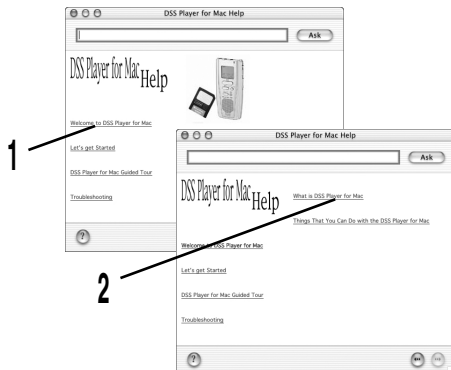 DSS Player for Mac Help
Ask
DSS Player for Mac Help
Welcome to DSS Player for Mac
Let's get Started
DSS Player for Mac Guided Tour
Troubleshooting
?
1
DSS Player for Mac Help
Ask
DSS Player for Mac Help
What is DSS Player for Mac
Things That You Can Do with the DSS Player for Mac
Welcome to DSS Player for Mac
Let's get Started
DSS Player for Mac Guided Tour
Troubleshooting
?
2